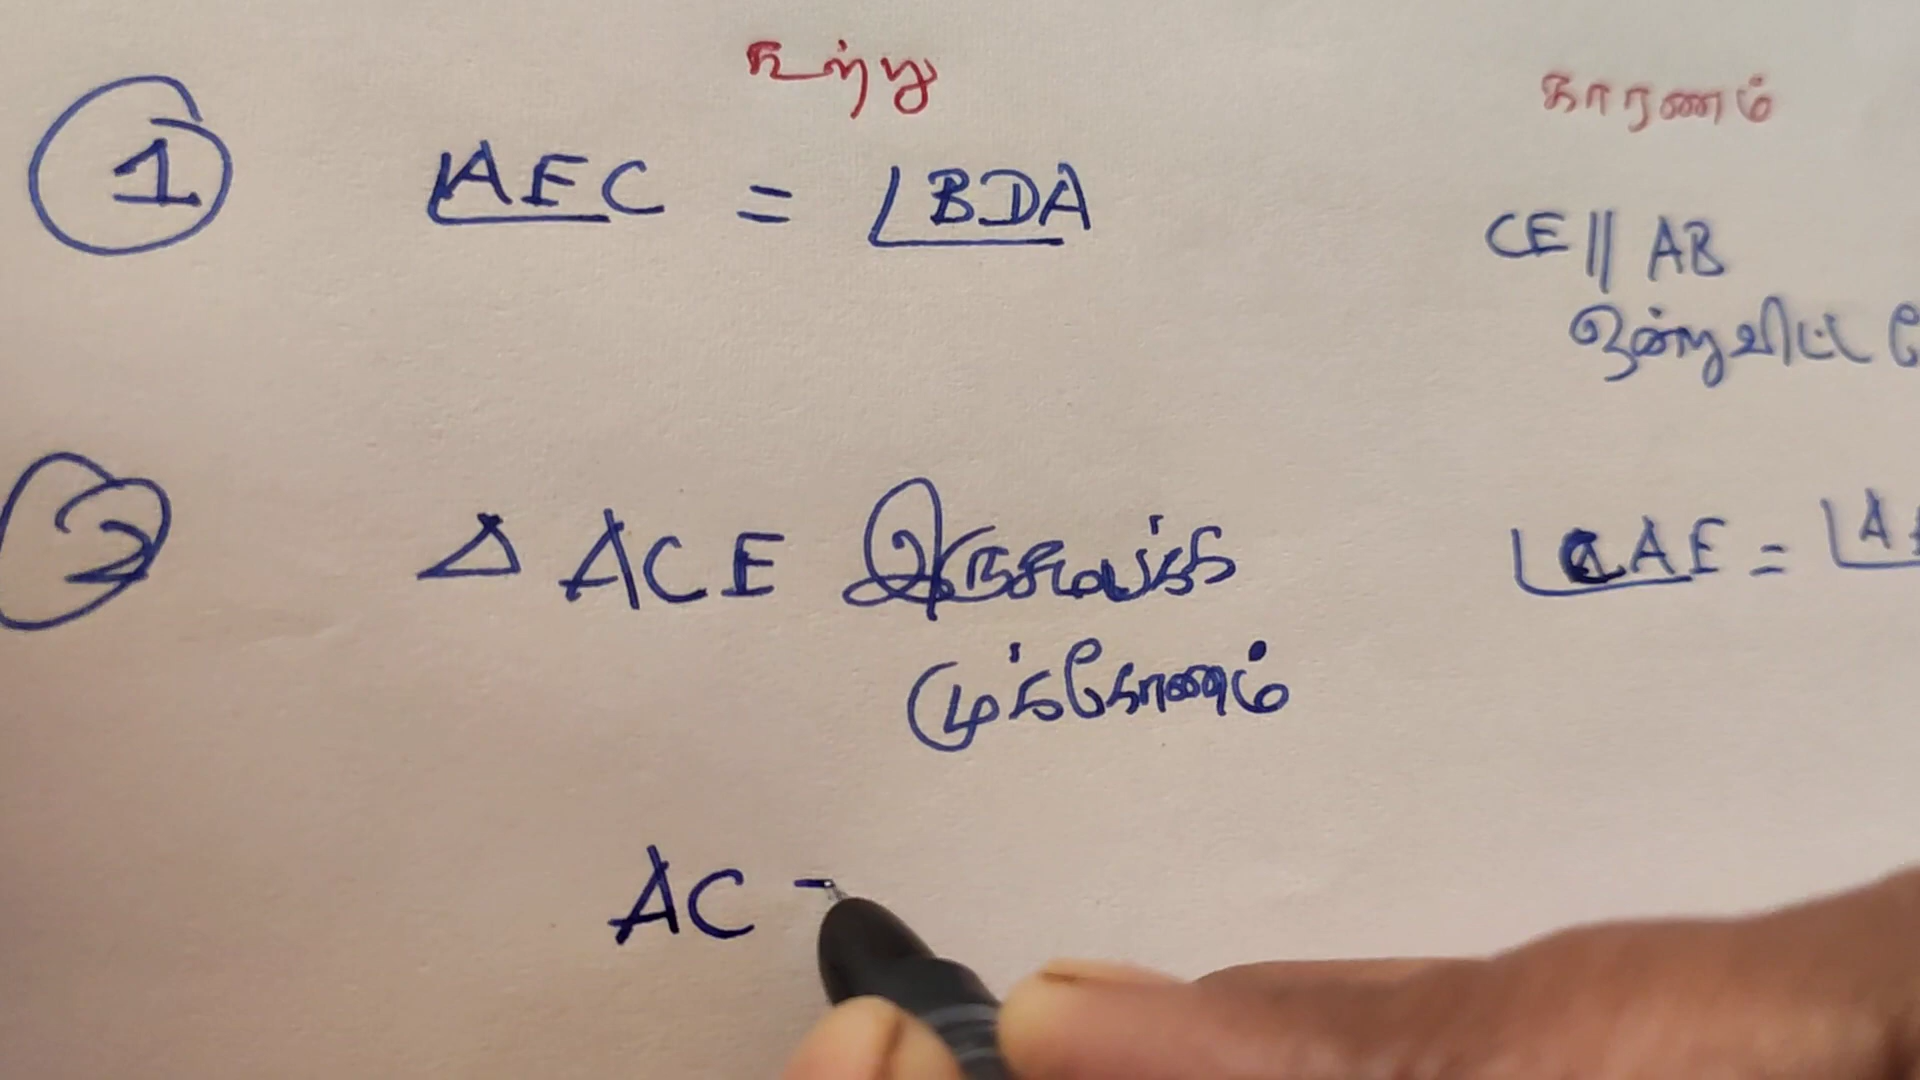 கூற்று காரணம்
① ∠AEC = ∠BDA CE || AB
ஒன்றுவிட்ட
② Δ ACE இருசமபக்க ∠CAE = ∠A
முக்கோணம்
AC -